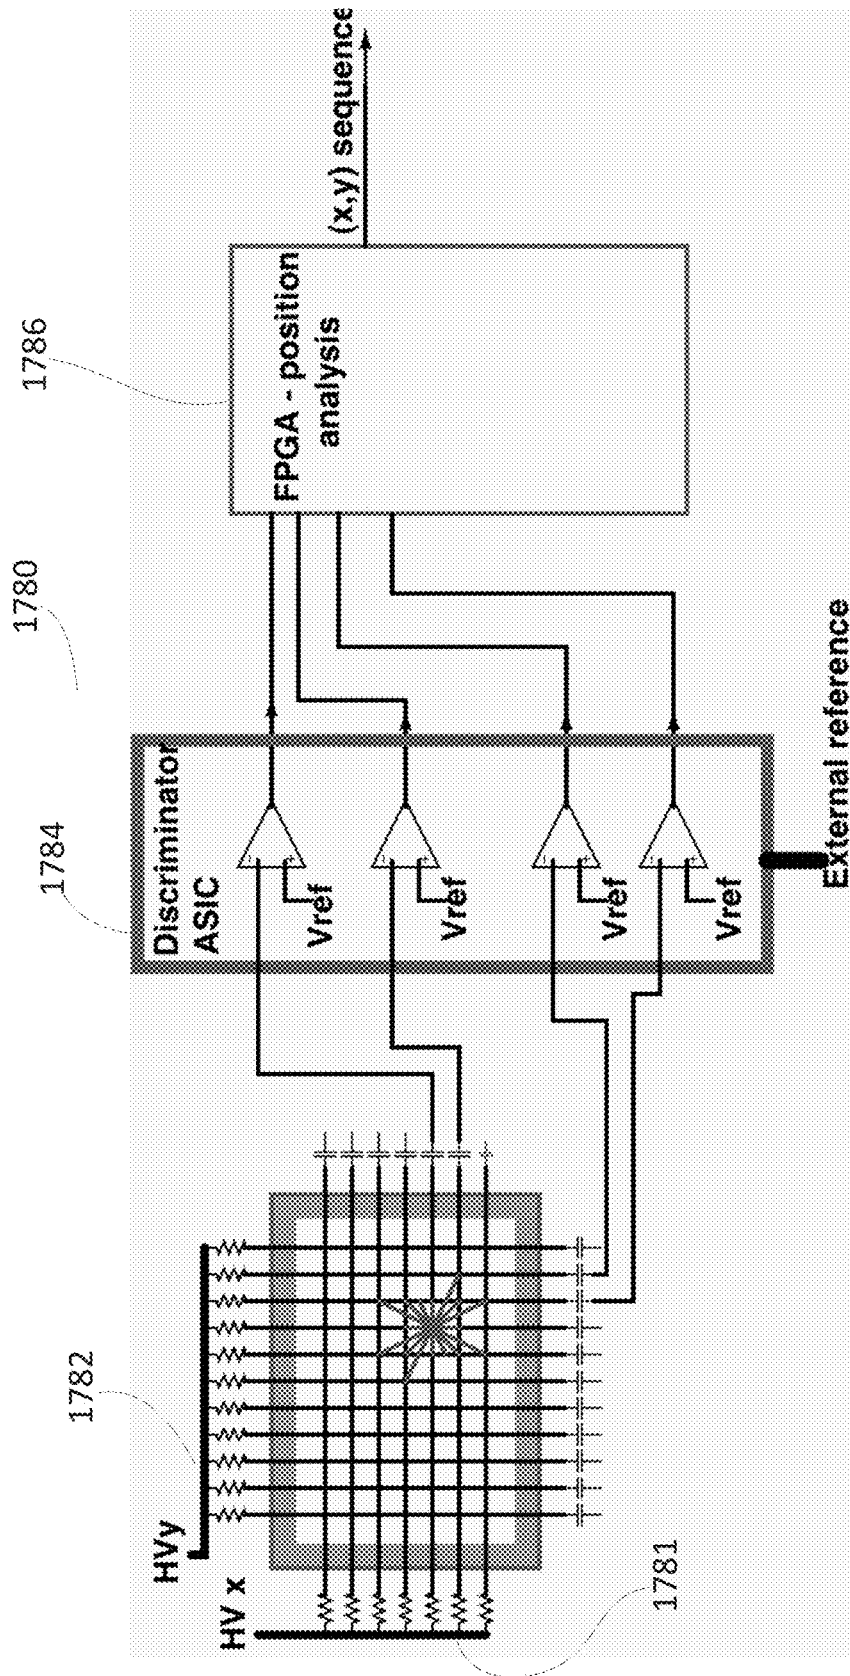 1780
1782
1784
1786
1781
HVy
HV x
Discriminator
ASIC
Vref
Vref
Vref
Vref
External reference
FPGA - position
analysis
(x,y) sequence